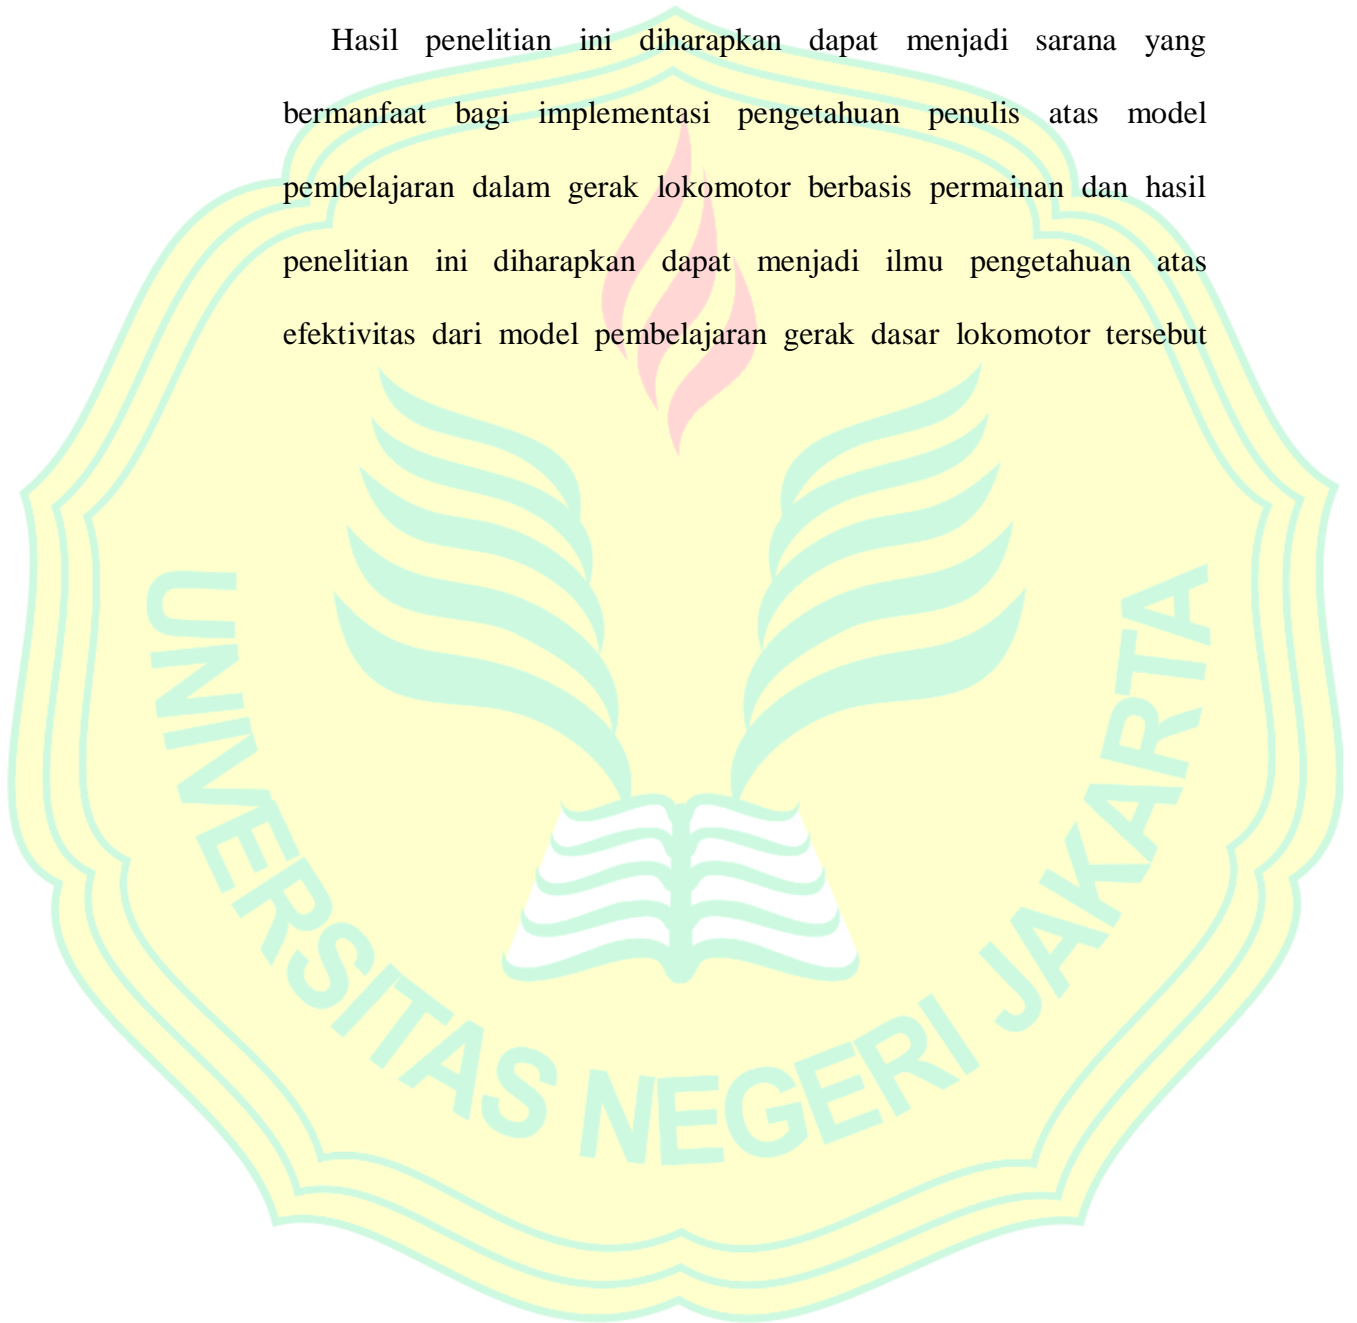 Hasil penelitian ini diharapkan dapat menjadi sarana yang
bermanfaat bagi implementasi pengetahuan penulis atas model
pembelajaran dalam gerak lokomotor berbasis permainan dan hasil
penelitian ini diharapkan dapat menjadi ilmu pengetahuan atas
efektivitas dari model pembelajaran gerak dasar lokomotor tersebut
UNIVERSITAS NEGERI JAKARTA